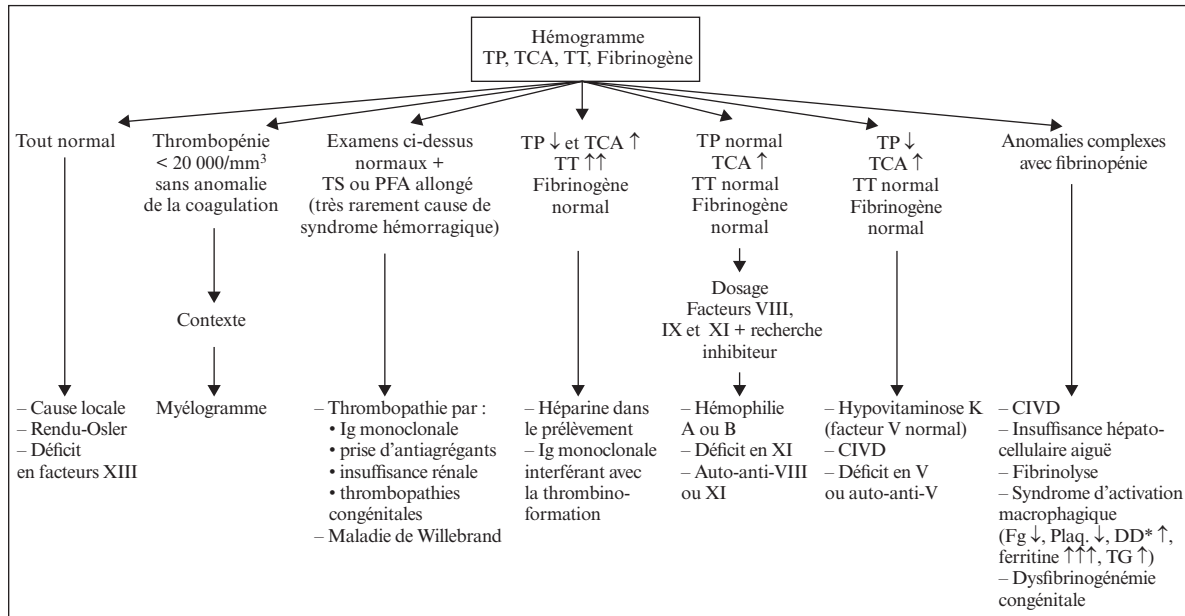 Hémogramme
TP, TCA, TT, Fibrinogène
Tout normal
Thrombopénie
< 20 000/mm³
sans anomalie
de la coagulation
Examens ci-dessus
normaux +
TS ou PFA allongé
(très rarement cause de
syndrome hémorragique)
TP ↓ et TCA ↑
TT ↑↑
Fibrinogène
normal
TP normal
TCA ↑
TT normal
Fibrinogène
normal
TP ↓
TCA ↑
TT normal
Fibrinogène
normal
Anomalies complexes
avec fibrinopénie
Contexte
Dosage
Facteurs VIII,
IX et XI + recherche
inhibiteur
– Cause locale
– Rendu-Osler
– Déficit
en facteurs XIII
Myélogramme
– Thrombopathie par :
• Ig monoclonale
• prise d'antiagrégants
• insuffisance rénale
• thrombopathies
congénitales
– Maladie de Willebrand
– Héparine dans
le prélèvement
– Ig monoclonale
interférant avec
la thrombino-
formation
– Hémophilie
A ou B
– Déficit en XI
– Auto-anti-VIII
ou XI
– Hypovitaminose K
(facteur V normal)
– CIVD
– Déficit en V
ou auto-anti-V
– CIVD
– Insuffisance hépato-
cellulaire aiguë
– Fibrinolyse
– Syndrome d'activation
macrophagique
(Fg ↓, Plaq. ↓, DD* ↑,
ferritine ↑↑↑, TG ↑)
– Dysfibrinogénémie
congénitale